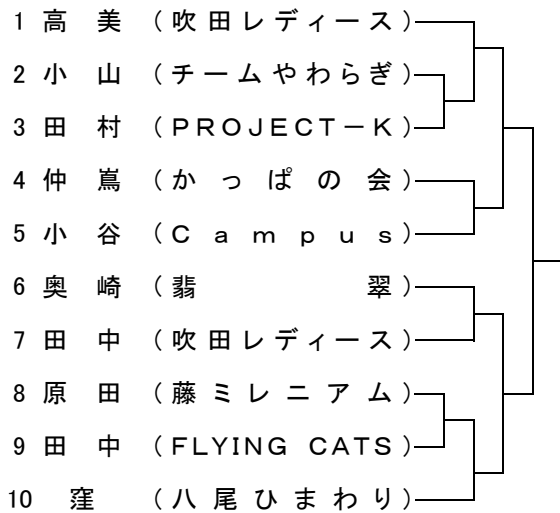 1 高 美 (吹田レディース)
2 小 山 (チームやわらぎ)
3 田 村 (PROJECT－K)
4 仲 嶌 (かっぱの会)
5 小 谷 (Campus)
6 奥 崎 (翡 翠)
7 田 中 (吹田レディース)
8 原 田 (藤ミレニアム)
9 田 中 (FLYING CATS)
10 窪 (八尾ひまわり)